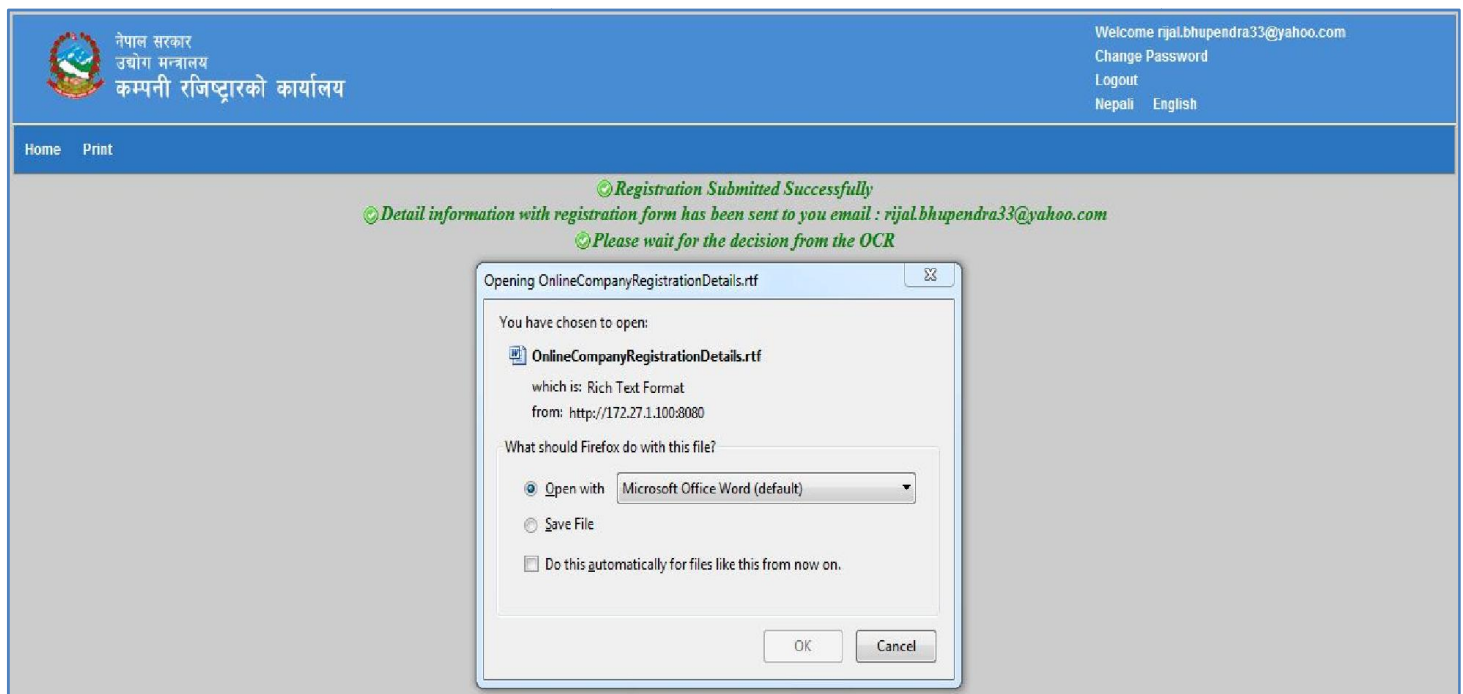 नेपाल सरकार
उद्योग मन्त्रालय
कम्पनी रजिष्ट्रारको कार्यालय
Welcome rijal.bhupendra33@yahoo.com
Change Password
Logout
Nepali English
Home Print
Registration Submitted Successfully
Detail information with registration form has been sent to you email : rijal.bhupendra33@yahoo.com
Please wait for the decision from the OCR
Opening OnlineCompanyRegistrationDetails.rtf
You have chosen to open:
OnlineCompanyRegistrationDetails.rtf
which is: Rich Text Format
from: http://172.27.1.100:8080
What should Firefox do with this file?
Open with Microsoft Office Word (default)
Save File
Do this automatically for files like this from now on.
OK Cancel